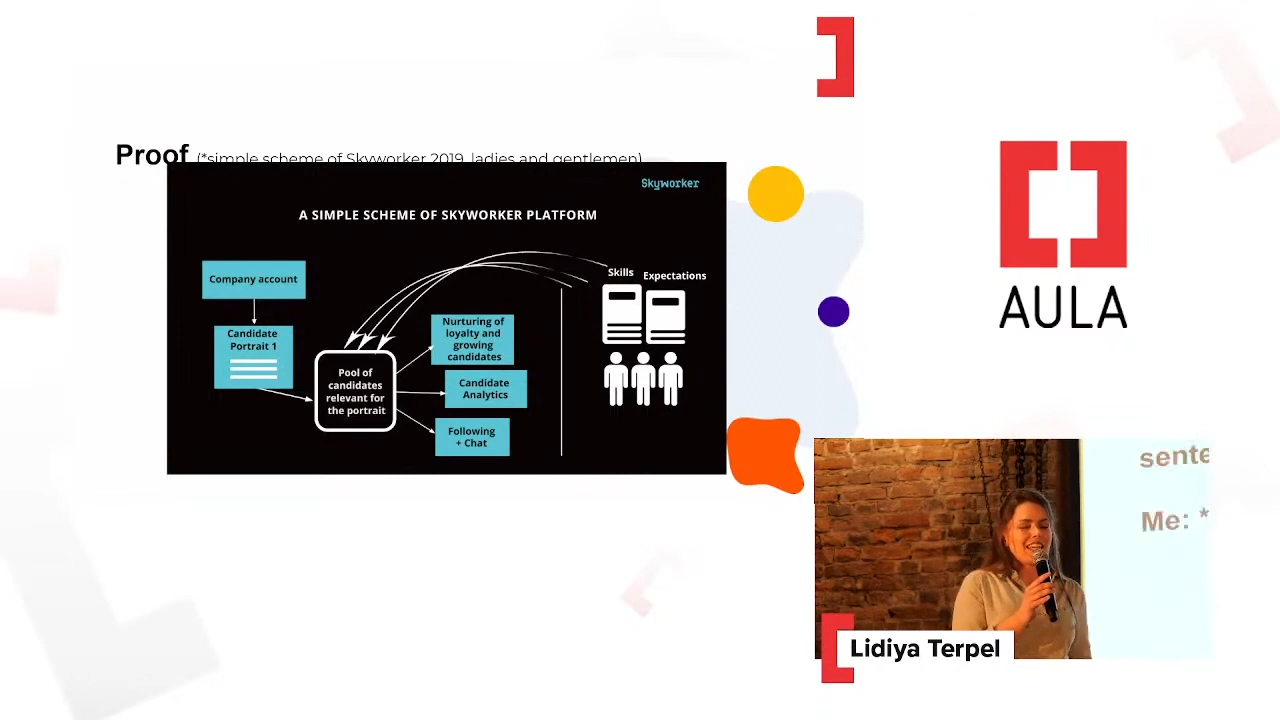 Proof (*simple scheme of Skyworker 2019, ladies and gentlemen)
Skyworker
A SIMPLE SCHEME OF SKYWORKER PLATFORM
Company account
Candidate
Portrait 1
Pool of
candidates
relevant for
the portrait
Nurturing of
loyalty and
growing
candidates
Candidate
Analytics
Following
+ Chat
Skills
Expectations
AULA
sente
Me: *
Lidiya Terpel